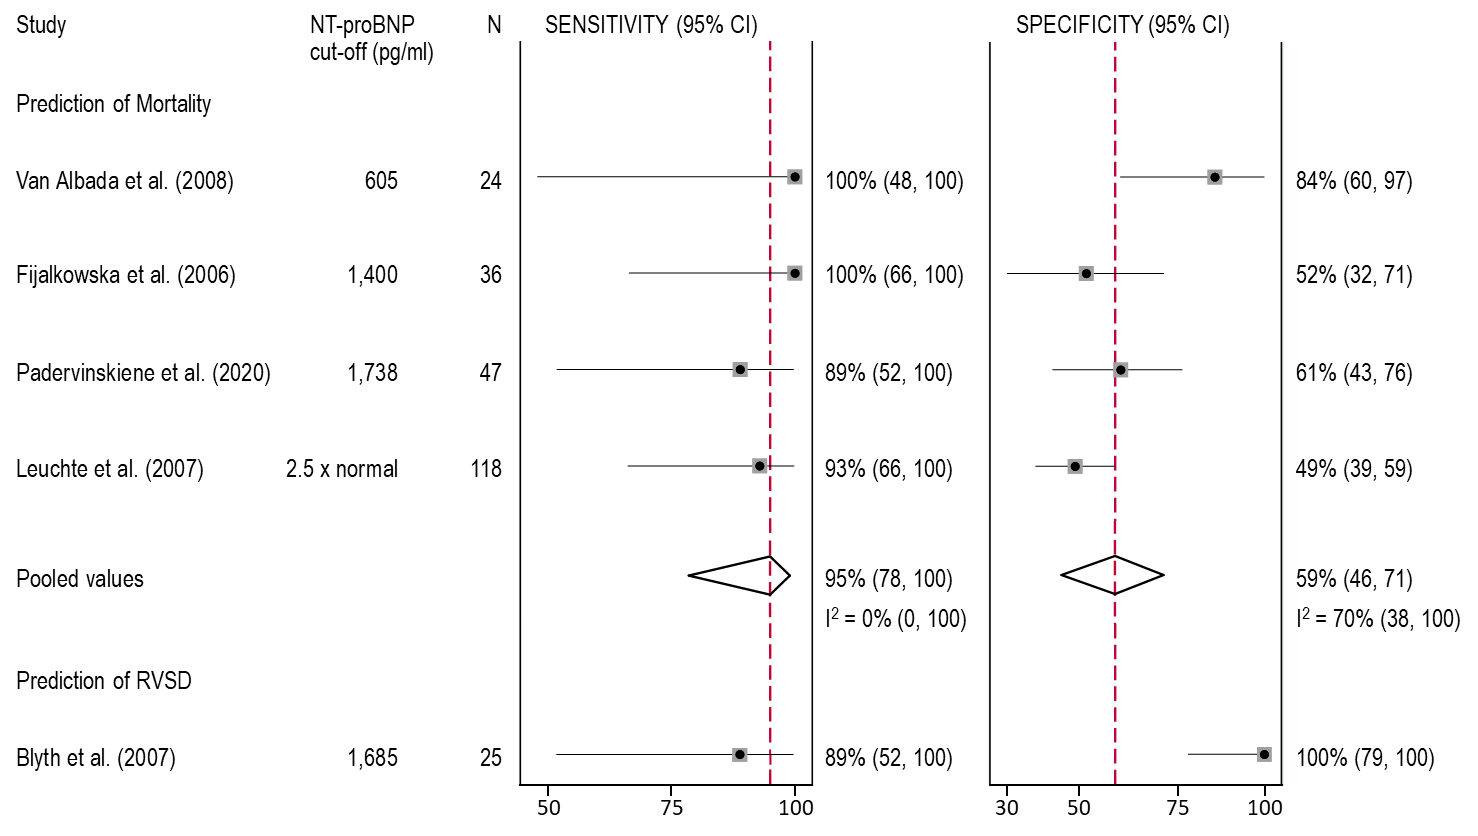 Study NT-proBNP N SENSITIVITY (95% CI) SPECIFICITY (95% CI)
cut-off (pg/ml)
Prediction of Mortality
Van Albada et al. (2008) 605 24 100% (48, 100) 84% (60, 97)
Fijalkowska et al. (2006) 1,400 36 100% (66, 100) 52% (32, 71)
Padervinskiene et al. (2020) 1,738 47 89% (52, 100) 61% (43, 76)
Leuchte et al. (2007) 2.5 x normal 118 93% (66, 100) 49% (39, 59)
Pooled values 95% (78, 100) 59% (46, 71)
I² = 0% (0, 100) I² = 70% (38, 100)
Prediction of RVSD
Blyth et al. (2007) 1,685 25 89% (52, 100) 100% (79, 100)
50 75 100 30 50 75 100